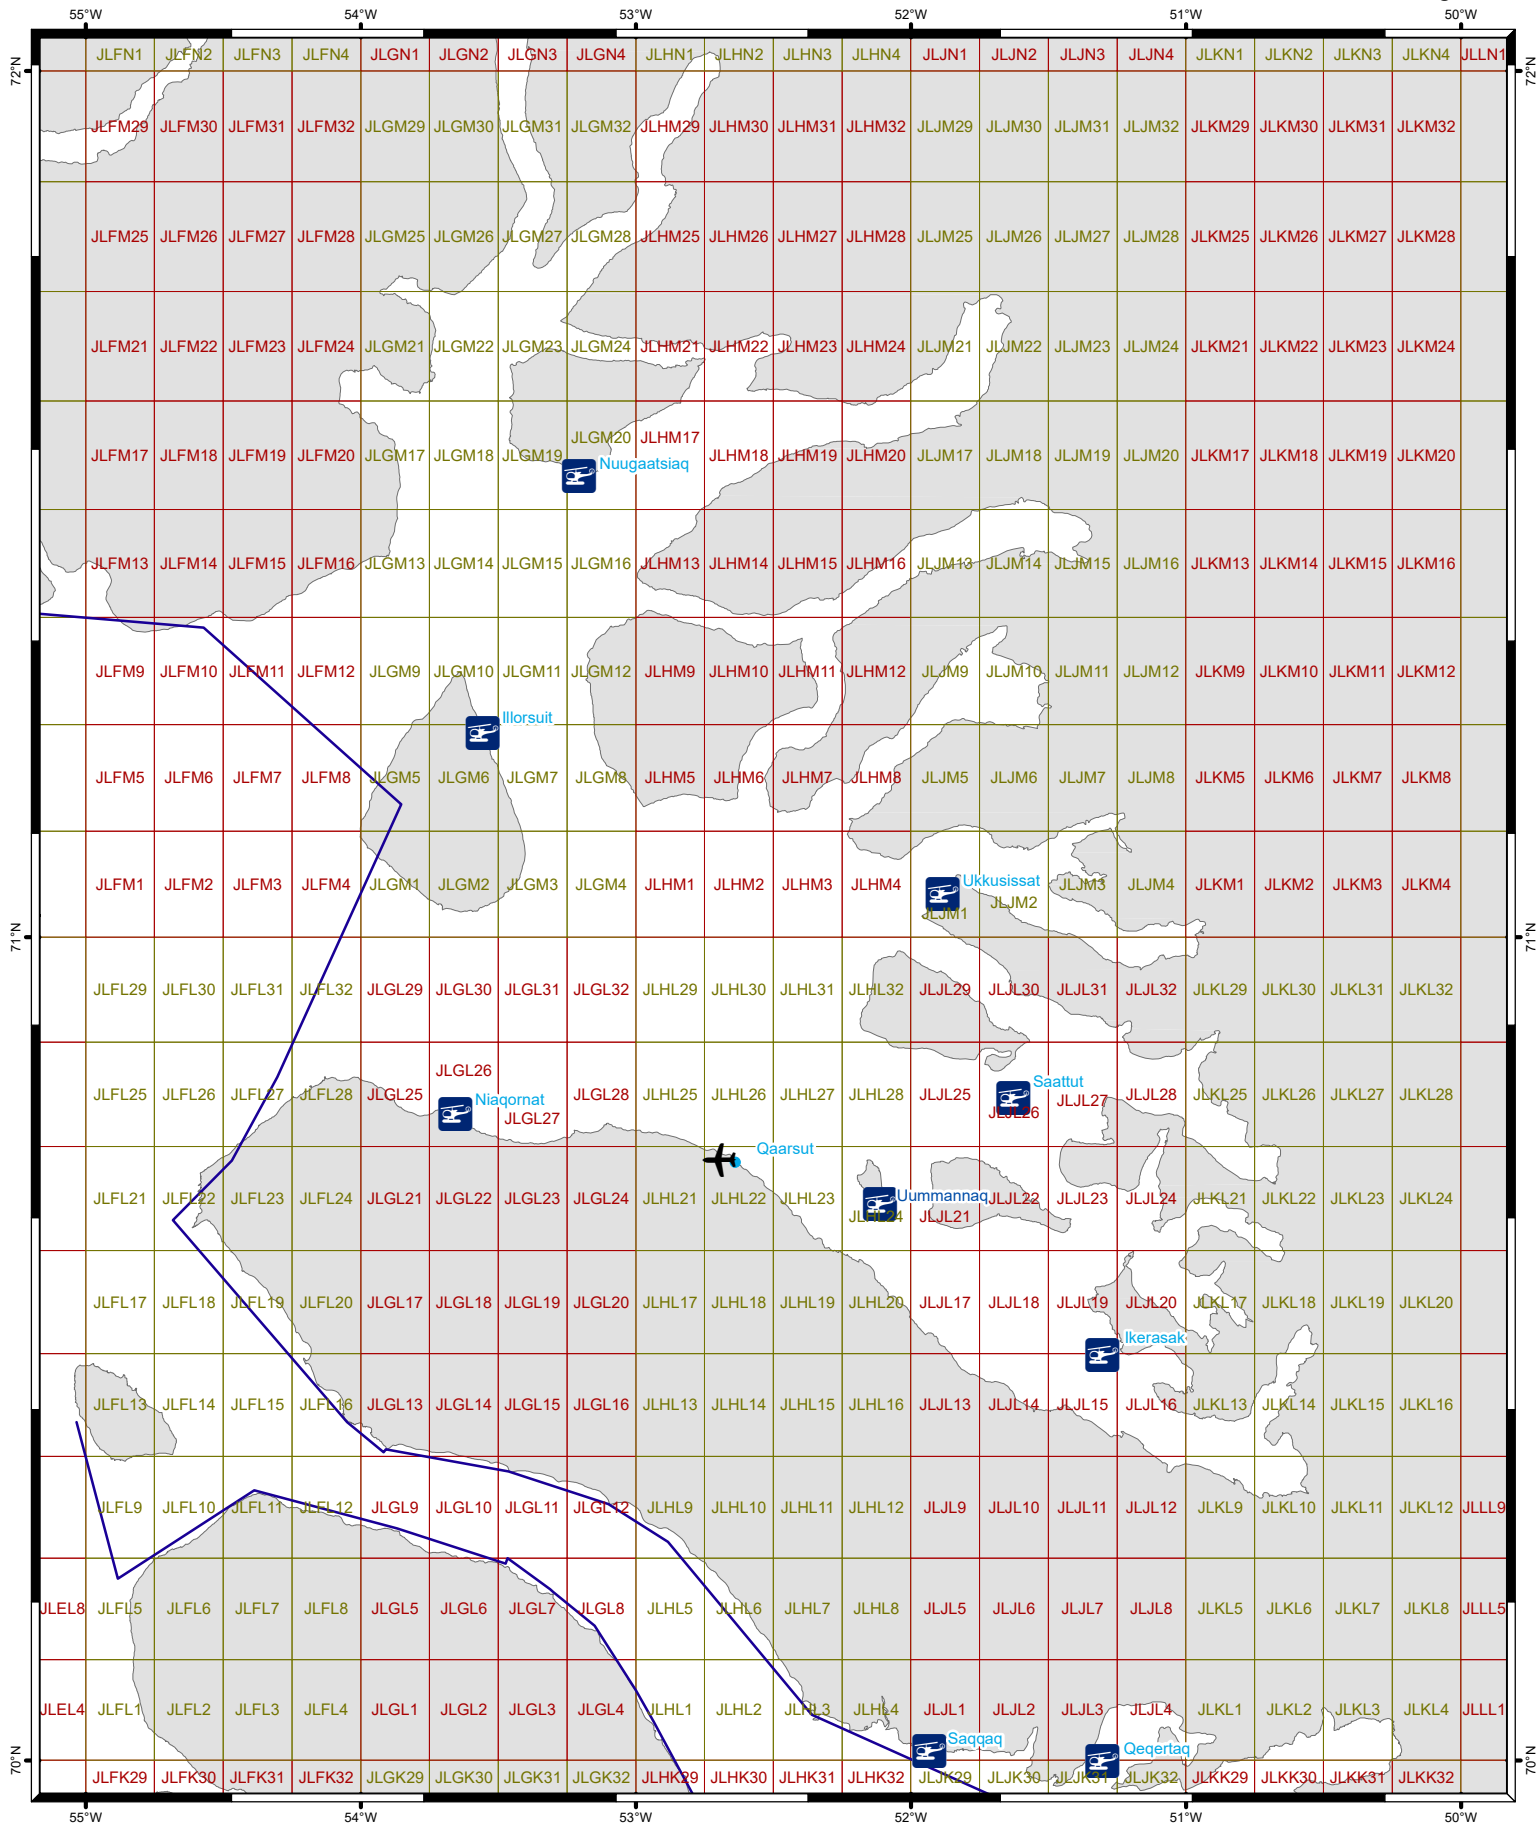 55°W 54°W 53°W 52°W 51°W 50°W
JLFN1 JLFN2 JLFN3 JLFN4 JLGN1 JLGN2 JLGN3 JLGN4 JLHN1 JLHN2 JLHN3 JLHN4 JLJN1 JLJN2 JLJN3 JLJN4 JLKN1 JLKN2 JLKN3 JLKN4 JLLN1
72°N 72°N
JLFM29 JLFM30 JLFM31 JLFM32 JLGM29 JLGM30 JLGM31 JLGM32 JLHM29 JLHM30 JLHM31 JLHM32 JLJM29 JLJM30 JLJM31 JLJM32 JLKM29 JLKM30 JLKM31 JLKM32
JLFM25 JLFM26 JLFM27 JLFM28 JLGM25 JLGM26 JLGM27 JLGM28 JLHM25 JLHM26 JLHM27 JLHM28 JLJM25 JLJM26 JLJM27 JLJM28 JLKM25 JLKM26 JLKM27 JLKM28
JLFM21 JLFM22 JLFM23 JLFM24 JLGM21 JLGM22 JLGM23 JLGM24 JLHM21 JLHM22 JLHM23 JLHM24 JLJM21 JLJM22 JLJM23 JLJM24 JLKM21 JLKM22 JLKM23 JLKM24
JLGM20 JLHM17
JLFM17 JLFM18 JLFM19 JLFM20 JLGM17 JLGM18 JLGM19 JLHM18 JLHM19 JLHM20 JLJM17 JLJM18 JLJM19 JLJM20 JLKM17 JLKM18 JLKM19 JLKM20
Nuugaatsiaq
JLFM13 JLFM14 JLFM15 JLFM16 JLGM13 JLGM14 JLGM15 JLGM16 JLHM13 JLHM14 JLHM15 JLHM16 JLJM13 JLJM14 JLJM15 JLJM16 JLKM13 JLKM14 JLKM15 JLKM16
JLFM9 JLFM10 JLFM11 JLFM12 JLGM9 JLGM10 JLGM11 JLGM12 JLHM9 JLHM10 JLHM11 JLHM12 JLJM9 JLJM10 JLJM11 JLJM12 JLKM9 JLKM10 JLKM11 JLKM12
Illorsuit
JLFM5 JLFM6 JLFM7 JLFM8 JLGM5 JLGM6 JLGM7 JLGM8 JLHM5 JLHM6 JLHM7 JLHM8 JLJM5 JLJM6 JLJM7 JLJM8 JLKM5 JLKM6 JLKM7 JLKM8
Ukkusissat
JLFM1 JLFM2 JLFM3 JLFM4 JLGM1 JLGM2 JLGM3 JLGM4 JLHM1 JLHM2 JLHM3 JLHM4 JLJM3 JLJM4 JLKM1 JLKM2 JLKM3 JLKM4
JLJM2
JLJM1
71°N 71°N
JLFL29 JLFL30 JLFL31 JLFL32 JLGL29 JLGL30 JLGL31 JLGL32 JLHL29 JLHL30 JLHL31 JLHL32 JLJL29 JLJL30 JLJL31 JLJL32 JLKL29 JLKL30 JLKL31 JLKL32
JLGL26
Saattut
JLFL25 JLFL26 JLFL27 JLFL28 JLGL25 JLGL28 JLHL25 JLHL26 JLHL27 JLHL28 JLJL25 JLJL28 JLKL25 JLKL26 JLKL27 JLKL28
Niaqornat JLJL27
JLGL27 JLJL26
Qaarsut
Uummannaq
JLFL21 JLFL22 JLFL23 JLFL24 JLGL21 JLGL22 JLGL23 JLGL24 JLHL21 JLHL22 JLHL23 JLJL22 JLJL23 JLJL24 JLKL21 JLKL22 JLKL23 JLKL24
JLHL24 JLJL21
JLFL17 JLFL18 JLFL19 JLFL20 JLGL17 JLGL18 JLGL19 JLGL20 JLHL17 JLHL18 JLHL19 JLHL20 JLJL17 JLJL18 JLJL19 JLJL20 JLKL17 JLKL18 JLKL19 JLKL20
Ikerasak
JLFL13 JLFL14 JLFL15 JLFL16 JLGL13 JLGL14 JLGL15 JLGL16 JLHL13 JLHL14 JLHL15 JLHL16 JLJL13 JLJL14 JLJL15 JLJL16 JLKL13 JLKL14 JLKL15 JLKL16
JLFL9 JLFL10 JLFL11 JLFL12 JLGL9 JLGL10 JLGL11 JLGL12 JLHL9 JLHL10 JLHL11 JLHL12 JLJL9 JLJL10 JLJL11 JLJL12 JLKL9 JLKL10 JLKL11 JLKL12 JLLL9
JLEL8 JLFL5 JLFL6 JLFL7 JLFL8 JLGL5 JLGL6 JLGL7 JLGL8 JLHL5 JLHL6 JLHL7 JLHL8 JLJL5 JLJL6 JLJL7 JLJL8 JLKL5 JLKL6 JLKL7 JLKL8 JLLL5
JLEL4 JLFL1 JLFL2 JLFL3 JLFL4 JLGL1 JLGL2 JLGL3 JLGL4 JLHL1 JLHL2 JLHL3 JLHL4 JLJL1 JLJL2 JLJL3 JLJL4 JLKL1 JLKL2 JLKL3 JLKL4 JLLL1
Saqqaq Qeqertaq
70°N 70°N
JLFK29 JLFK30 JLFK31 JLFK32 JLGK29 JLGK30 JLGK31 JLGK32 JLHK29 JLHK30 JLHK31 JLHK32 JLJK29 JLJK30 JLJK31 JLJK32 JLKK29 JLKK30 JLKK31 JLKK32
55°W 54°W 53°W 52°W 51°W 50°W